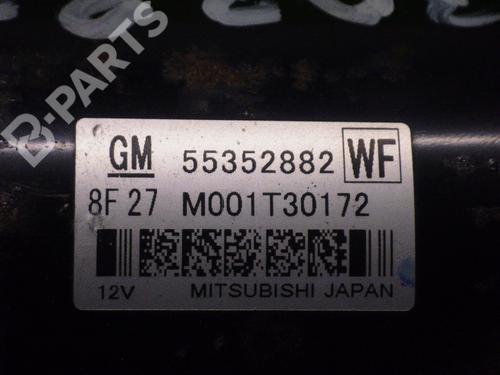 B-PARTS
GM 55352882 WF
8F 27 M001T30172
12V MITSUBISHI JAPAN